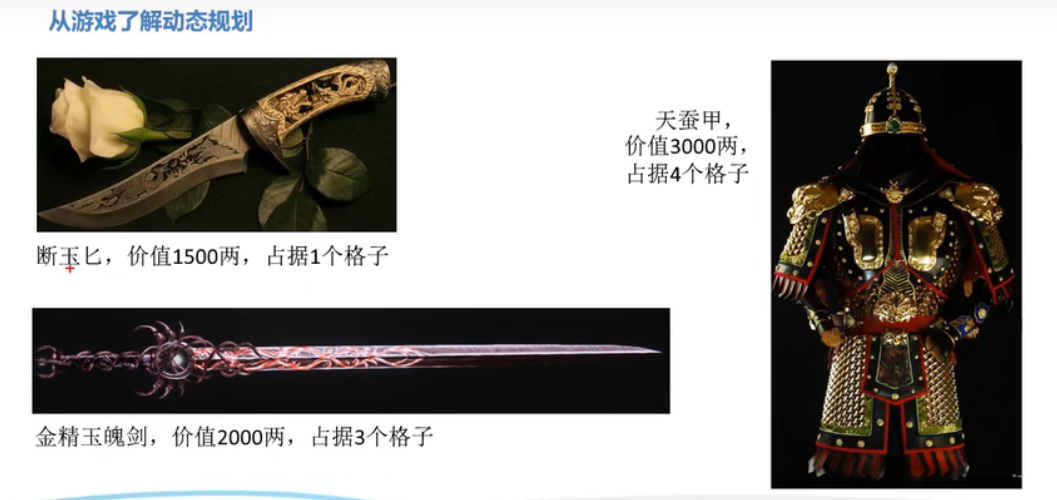 从游戏了解动态规划
天蚕甲，
价值3000两，
占据4个格子
断玉匕，价值1500两，占据1个格子
金精玉魄剑，价值2000两，占据3个格子